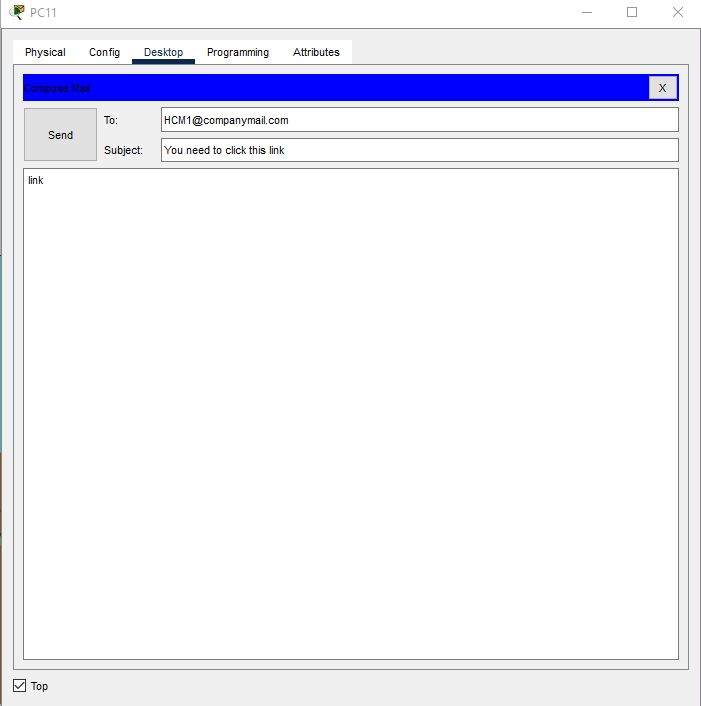 PC11
Physical Config Desktop Programming Attributes
Compose Mail X
Send
To: HCM1@companymail.com
Subject: You need to click this link
link
Top